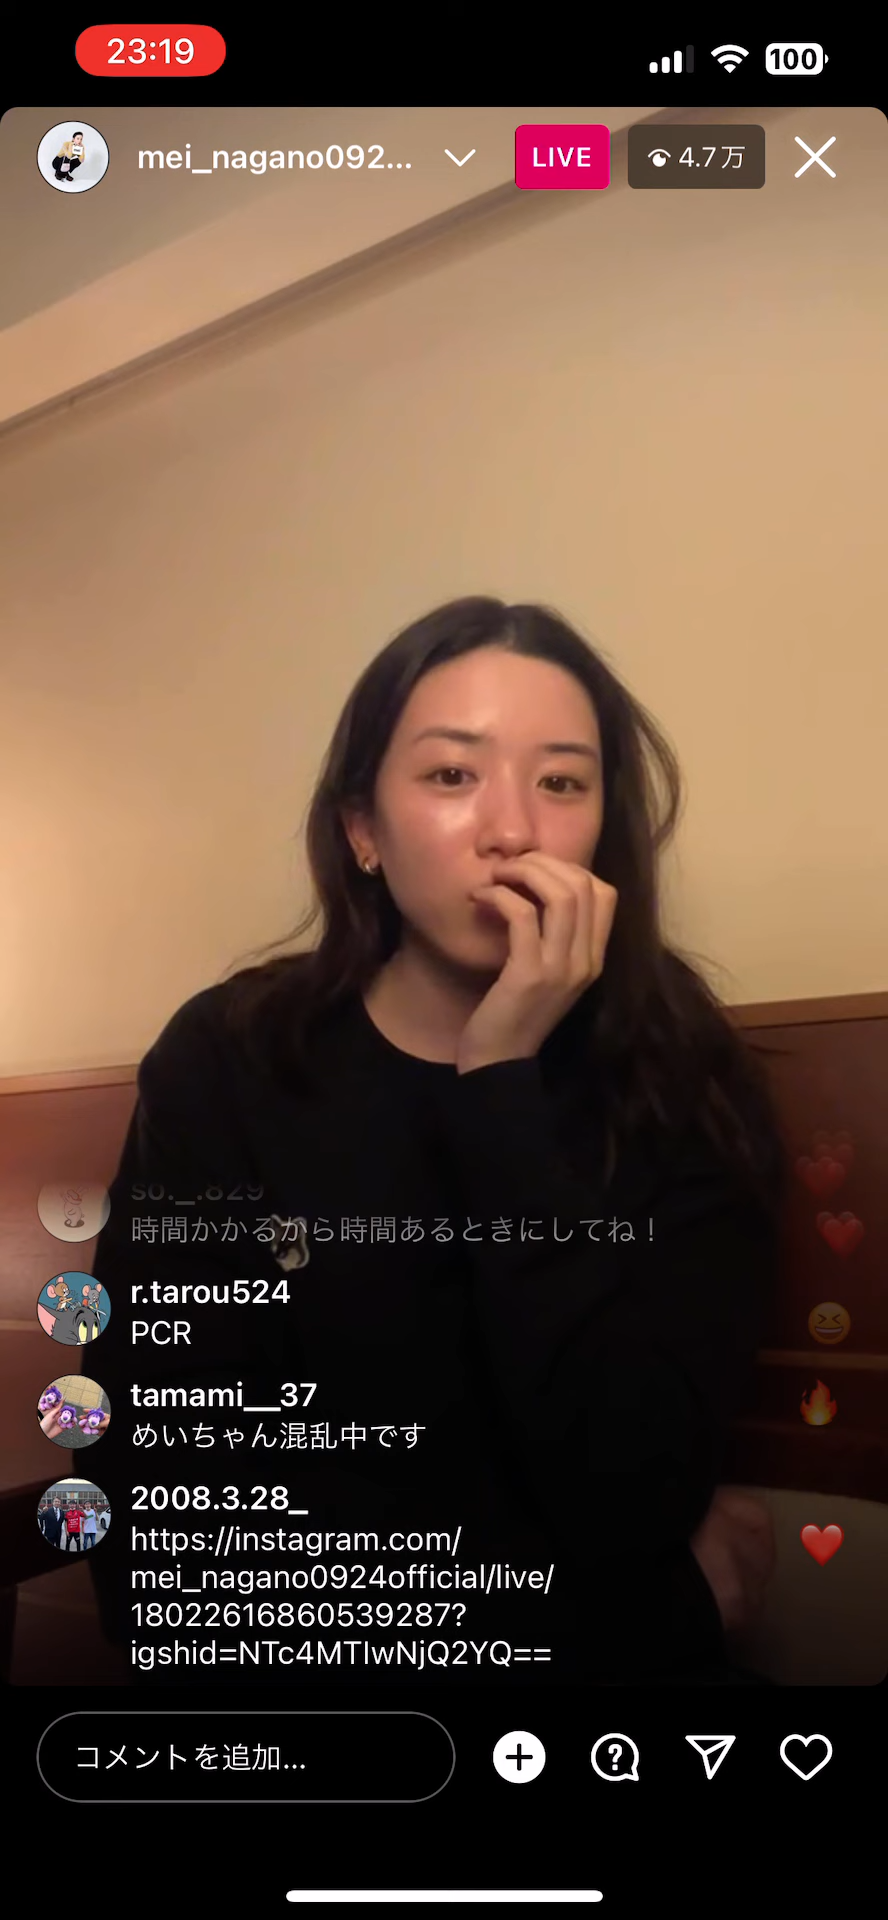 23:19
100
mei_nagano092...
LIVE
4.7万
so._.829
時間かかるから時間あるときにしてね！
r.tarou524
PCR
tamami__37
めいちゃん混乱中です
2008.3.28_
https://instagram.com/
mei_nagano0924official/live/
18022616860539287?
igshid=NTc4MTIwNjQ2YQ==
コメントを追加...